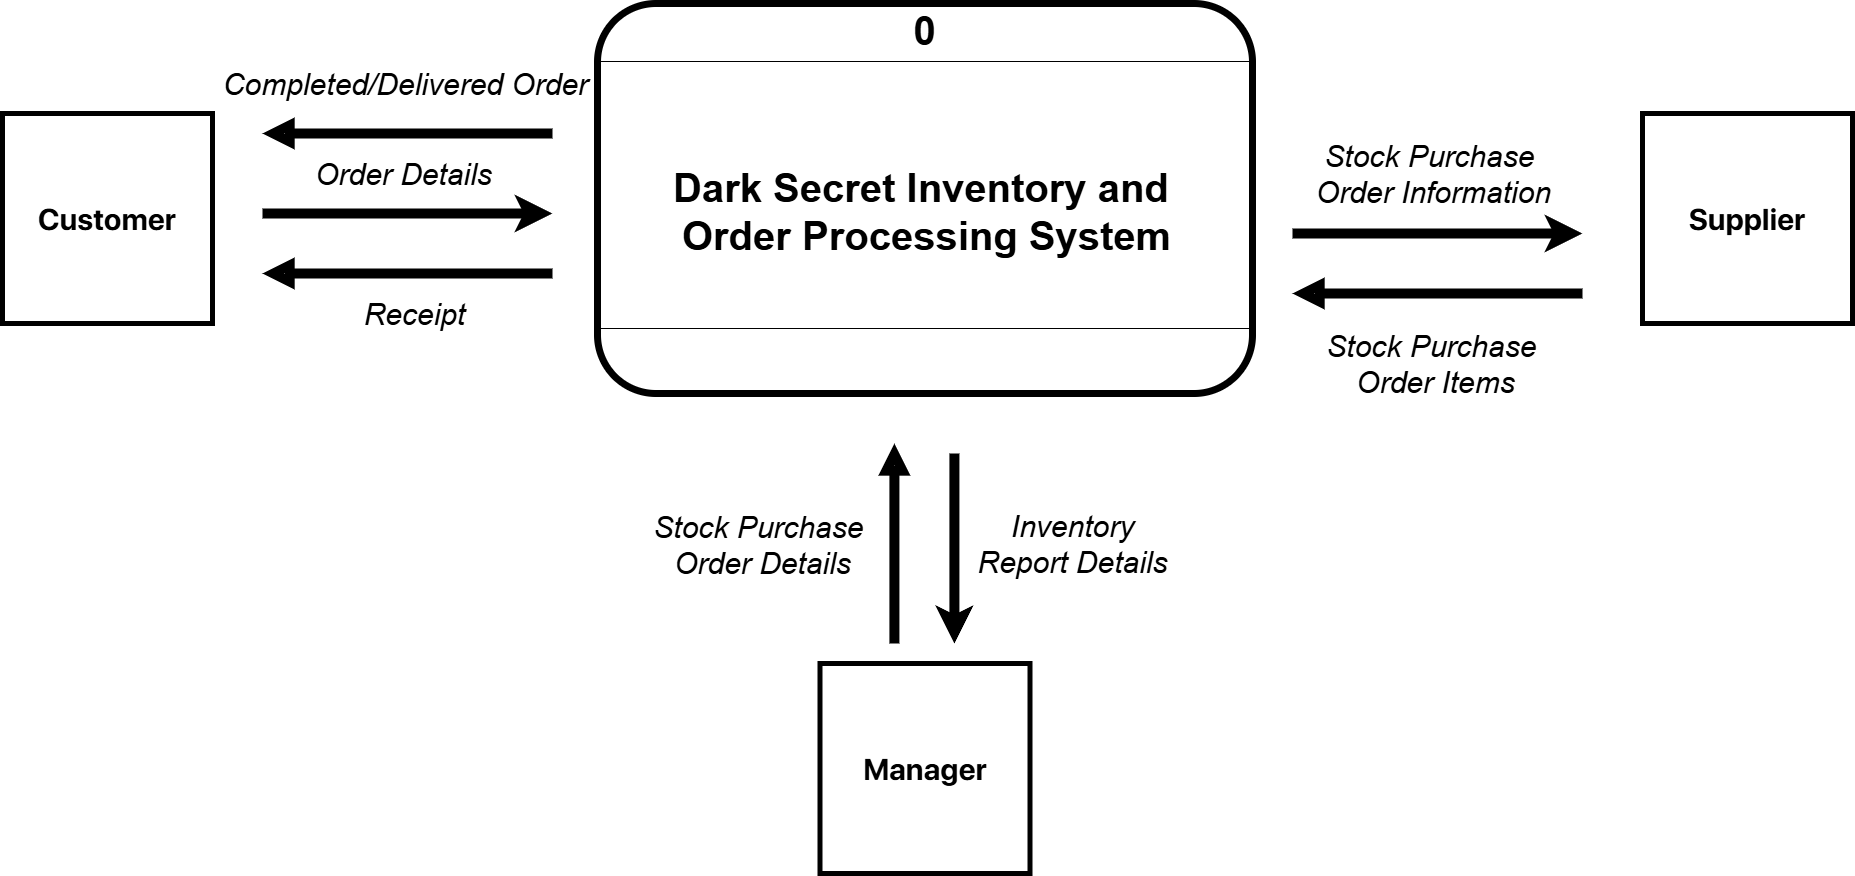 0
Completed/Delivered Order
Order Details
Customer
Receipt
Dark Secret Inventory and
Order Processing System
Stock Purchase
Order Information
Supplier
Stock Purchase
Order Items
Stock Purchase
Order Details
Inventory
Report Details
Manager